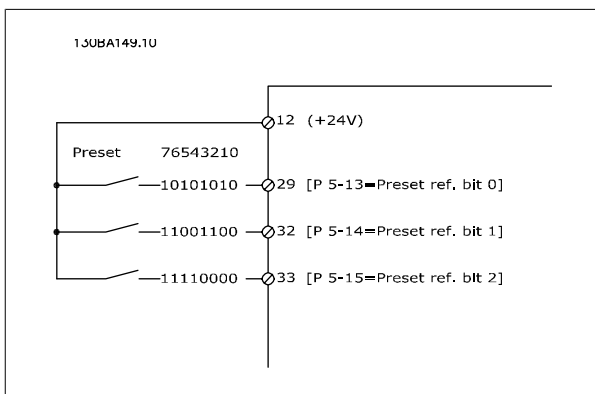 130BA149.10
12 (+24V)
Preset 76543210
10101010 29 [P 5-13=Preset ref. bit 0]
11001100 32 [P 5-14=Preset ref. bit 1]
11110000 33 [P 5-15=Preset ref. bit 2]